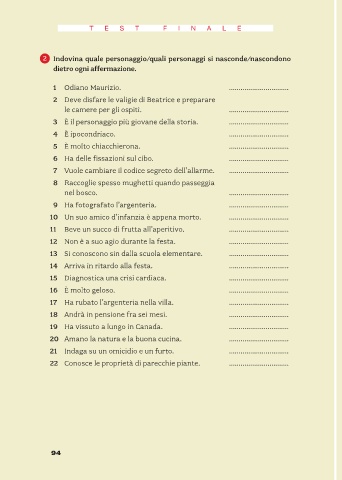 TEST FINALE
2 Indovina quale personaggio/quali personaggi si nasconde/nascondono
dietro ogni affermazione.
1 Odiano Maurizio. ..............................
2 Deve disfare le valigie di Beatrice e preparare
le camere per gli ospiti. ..............................
3 È il personaggio più giovane della storia. ..............................
4 È ipocondriaco. ..............................
5 È molto chiacchierona. ..............................
6 Ha delle fissazioni sul cibo. ..............................
7 Vuole cambiare il codice segreto dell'allarme. ..............................
8 Raccoglie spesso mughetti quando passeggia
nel bosco. ..............................
9 Ha fotografato l'argenteria. ..............................
10 Un suo amico d'infanzia è appena morto. ..............................
11 Beve un succo di frutta all'aperitivo. ..............................
12 Non è a suo agio durante la festa. ..............................
13 Si conoscono sin dalla scuola elementare. ..............................
14 Arriva in ritardo alla festa. ..............................
15 Diagnostica una crisi cardiaca. ..............................
16 È molto geloso. ..............................
17 Ha rubato l'argenteria nella villa. ..............................
18 Andrà in pensione fra sei mesi. ..............................
19 Ha vissuto a lungo in Canada. ..............................
20 Amano la natura e la buona cucina. ..............................
21 Indaga su un omicidio e un furto. ..............................
22 Conosce le proprietà di parecchie piante. ..............................
94